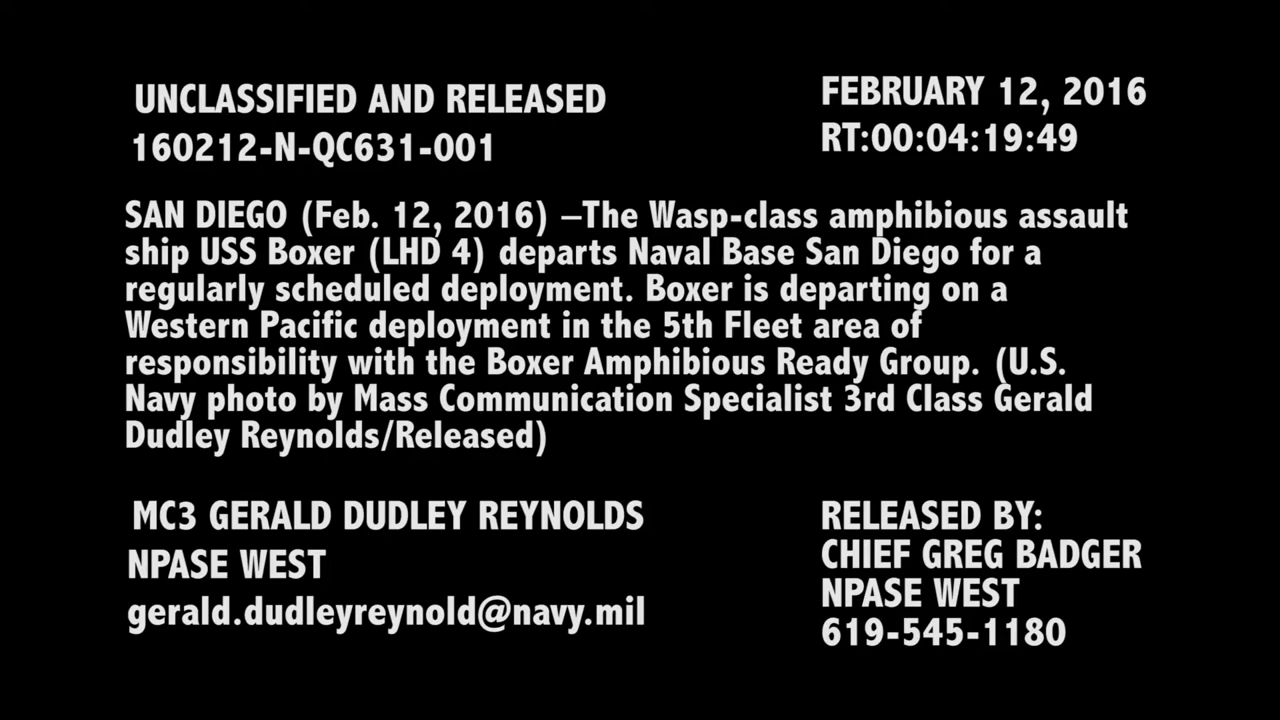 UNCLASSIFIED AND RELEASED
160212-N-QC631-001
FEBRUARY 12, 2016
RT:00:04:19:49
SAN DIEGO (Feb. 12, 2016) –The Wasp-class amphibious assault
ship USS Boxer (LHD 4) departs Naval Base San Diego for a
regularly scheduled deployment. Boxer is departing on a
Western Pacific deployment in the 5th Fleet area of
responsibility with the Boxer Amphibious Ready Group. (U.S.
Navy photo by Mass Communication Specialist 3rd Class Gerald
Dudley Reynolds/Released)
MC3 GERALD DUDLEY REYNOLDS
NPASE WEST
gerald.dudleyreynold@navy.mil
RELEASED BY:
CHIEF GREG BADGER
NPASE WEST
619-545-1180